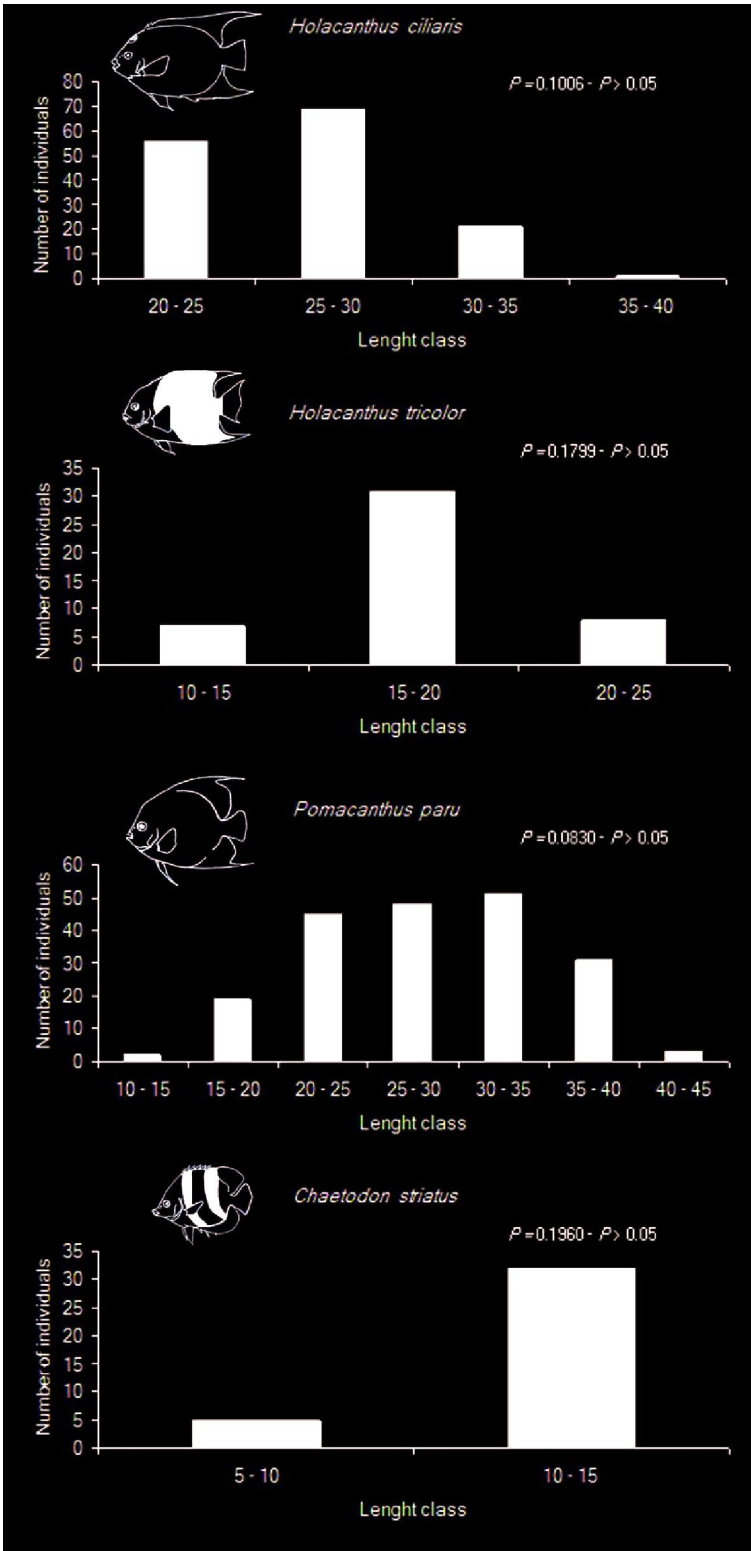 Holacanthus ciliaris
P=0.1006 - P> 0.05
Number of individuals
80
70
60
50
40
30
20
10
0
20 - 25 25 - 30 30 - 35 35 - 40
Lenght class
Holacanthus tricolor
P=0.1799 - P> 0.05
Number of individuals
35
30
25
20
15
10
5
0
10 - 15 15 - 20 20 - 25
Lenght class
Pomacanthus paru
P=0.0830 - P> 0.05
Number of individuals
60
50
40
30
20
10
0
10 - 15 15 - 20 20 - 25 25 - 30 30 - 35 35 - 40 40 - 45
Lenght class
Chaetodon striatus
P=0.1960 - P> 0.05
Number of individuals
35
30
25
20
15
10
5
0
5 - 10 10 - 15
Lenght class